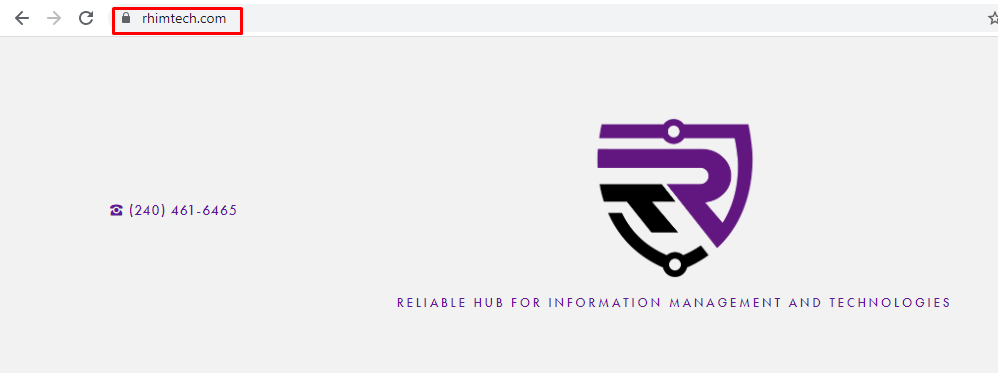 rhimtech.com
(240) 461-6465
RELIABLE HUB FOR INFORMATION MANAGEMENT AND TECHNOLOGIES